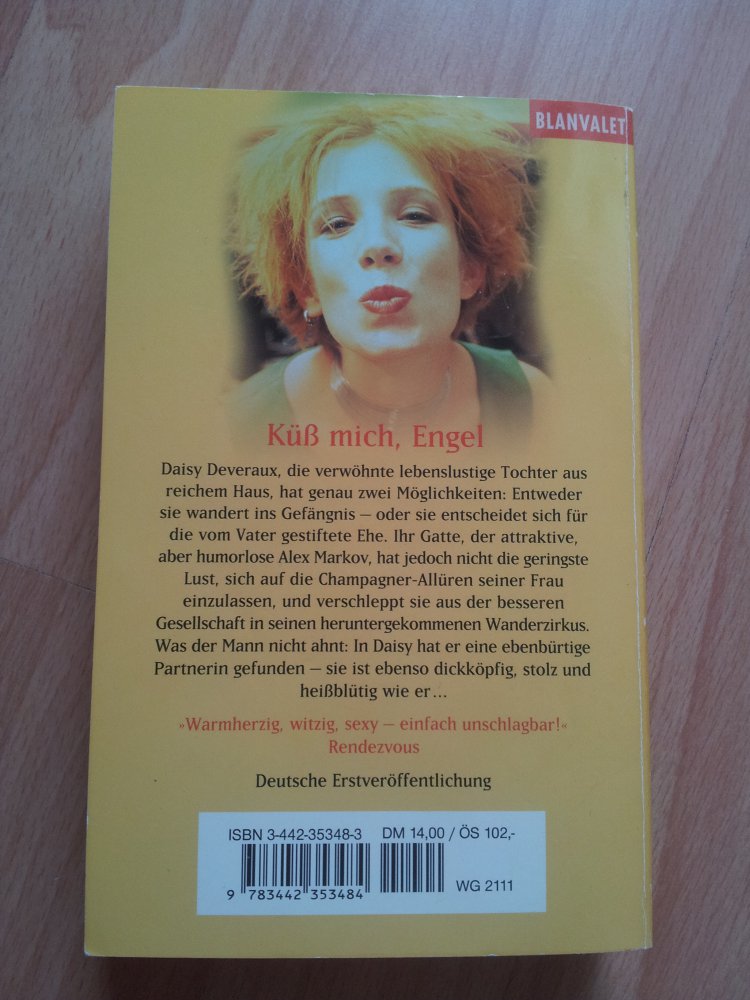 BLANVALET
Küß mich, Engel
Daisy Deveraux, die verwöhnte lebenslustige Tochter aus
reichem Haus, hat genau zwei Möglichkeiten: Entweder
sie wandert ins Gefängnis – oder sie entscheidet sich für
die vom Vater gestiftete Ehe. Ihr Gatte, der attraktive,
aber humorlose Alex Markov, hat jedoch nicht die geringste
Lust, sich auf die Champagner-Allüren seiner Frau
einzulassen, und verschleppt sie aus der besseren
Gesellschaft in seinen heruntergekommenen Wanderzirkus.
Was der Mann nicht ahnt: In Daisy hat er eine ebenbürtige
Partnerin gefunden – sie ist ebenso dickköpfig, stolz und
heißblütig wie er...
»Warmherzig, witzig, sexy – einfach unschlagbar!«
Rendezvous
Deutsche Erstveröffentlichung
ISBN 3-442-35348-3 DM 14,00 / ÖS 102,-
9 783442 353484 WG 2111